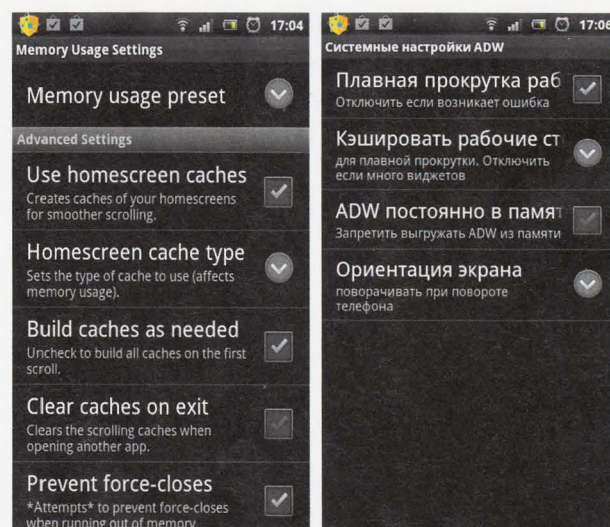 17:04
Memory Usage Settings
Memory usage preset
Advanced Settings
Use homescreen caches
Creates caches of your homescreens
for smoother scrolling.
Homescreen cache type
Sets the type of cache to use (affects
memory usage).
Build caches as needed
Uncheck to build all caches on the first
scroll.
Clear caches on exit
Clears the scrolling caches when
opening another app.
Prevent force-closes
*Attempts* to prevent force-closes
when running out of memory
17:06
Системные настройки ADW
Плавная прокрутка раб
Отключить если возникает ошибка
Кэшировать рабочие ст
для плавной прокрутки. Отключить
если много виджетов
ADW постоянно в памят
Запретить выгружать ADW из памяти
Ориентация экрана
поворачивать при повороте
телефона